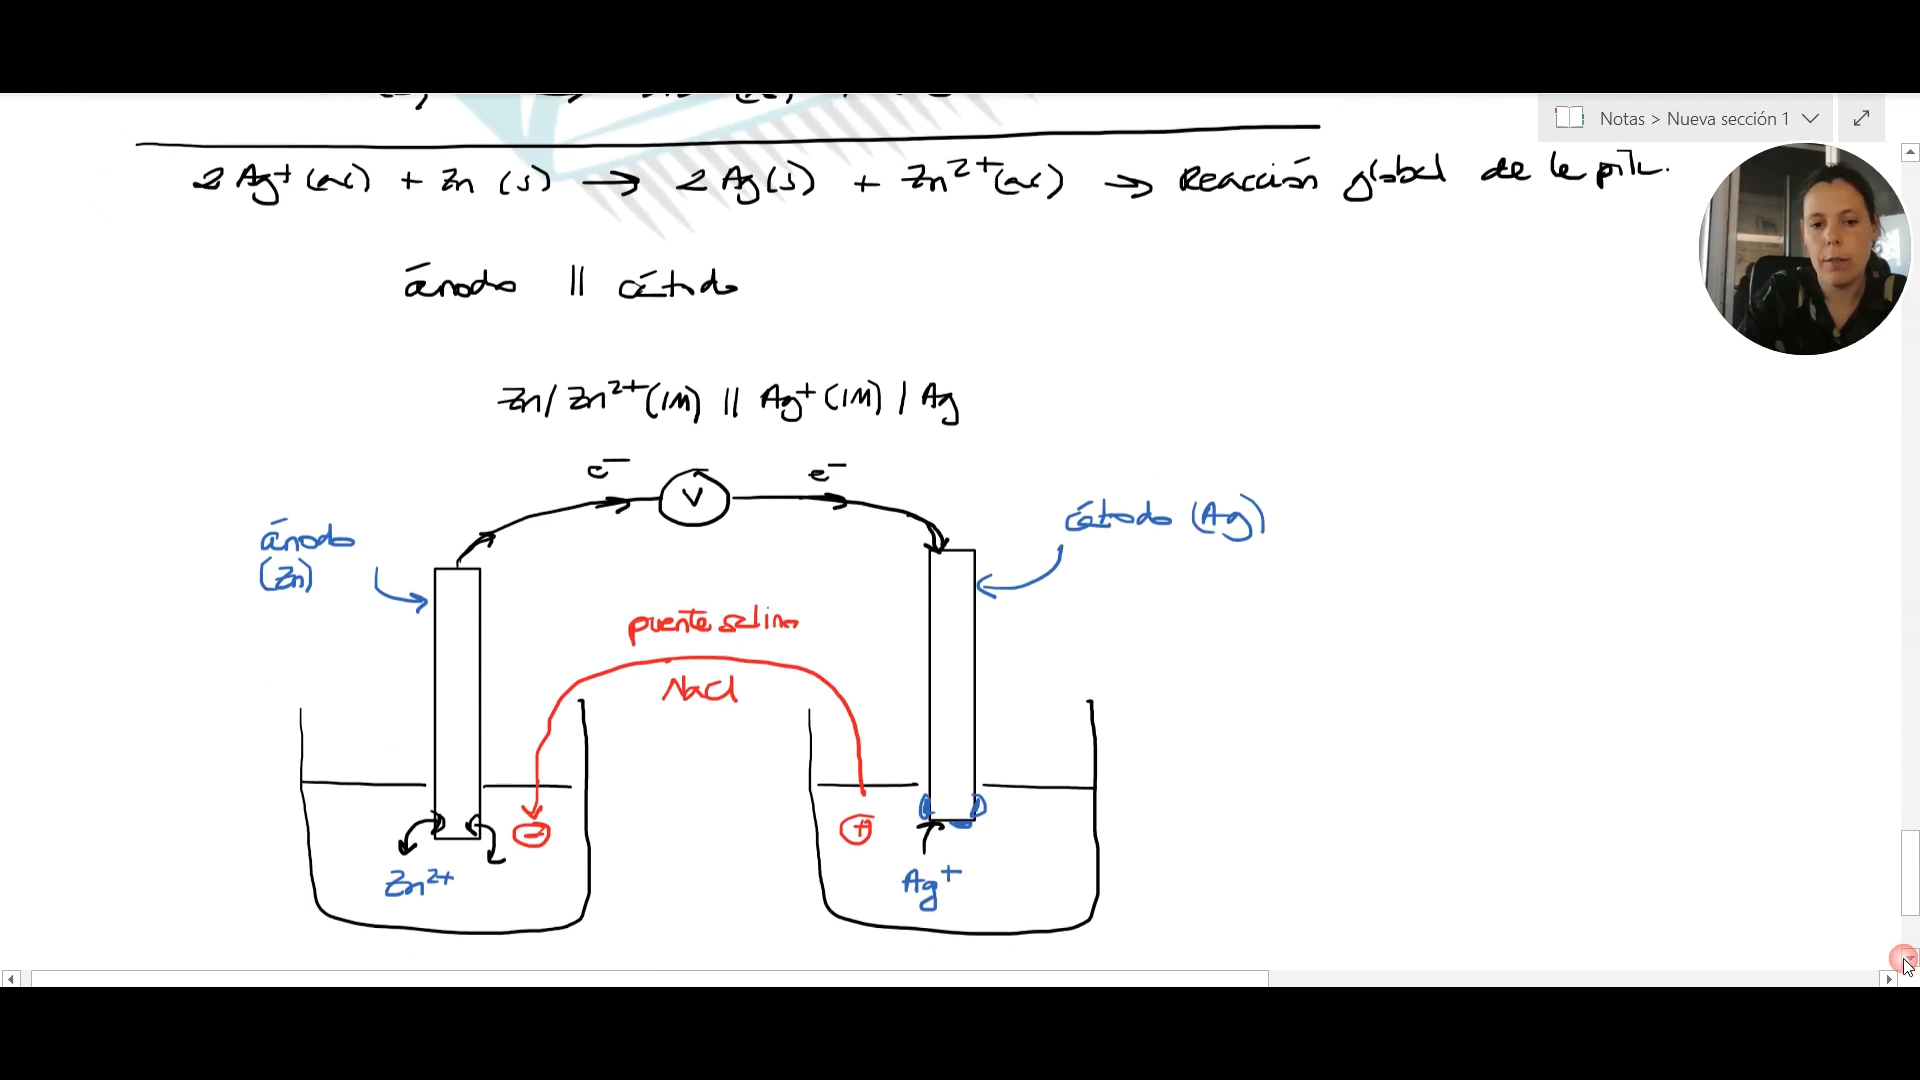 Notas > Nueva sección 1
2 Ag+ (ac) + Zn (s) → 2 Ag(s) + Zn2+(ac) → Reacción global de la pila.
ánodo || cátodo
Zn/ Zn2+(1M) || Ag+ (1M) / Ag
e− e−
V
ánodo
(Zn)
cátodo (Ag)
puente salino
NaCl
− +
Zn2+ Ag+